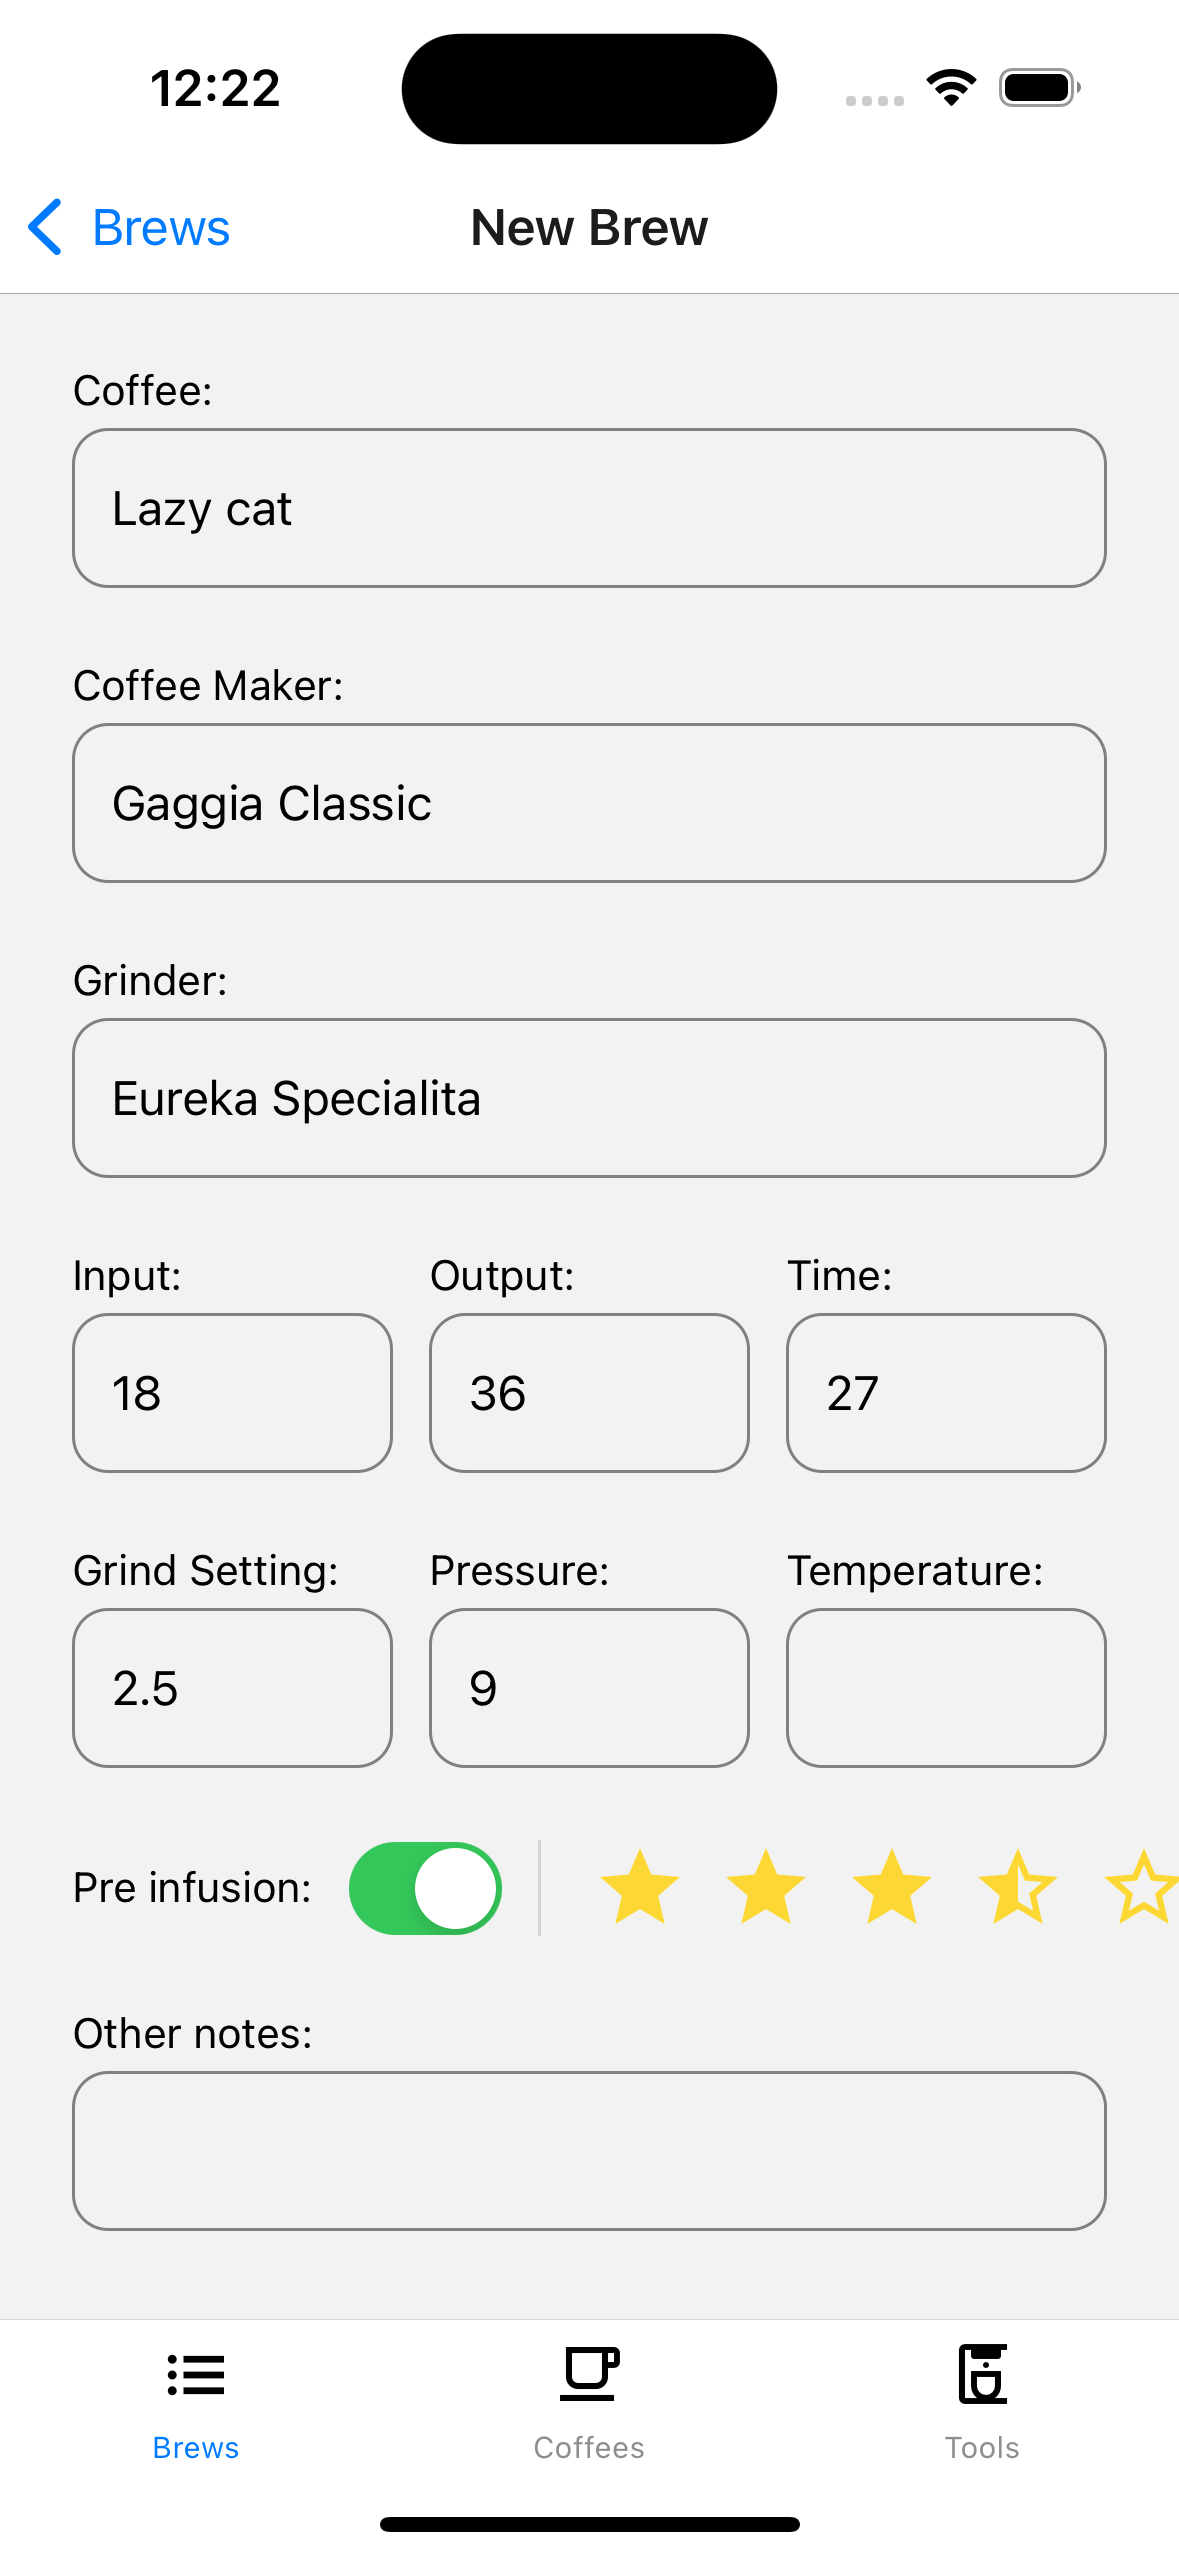 12:22
Brews
New Brew
Coffee:
Lazy cat
Coffee Maker:
Gaggia Classic
Grinder:
Eureka Specialita
Input: Output: Time:
18 36 27
Grind Setting: Pressure: Temperature:
2.5 9
Pre infusion:
Other notes:
Brews Coffees Tools